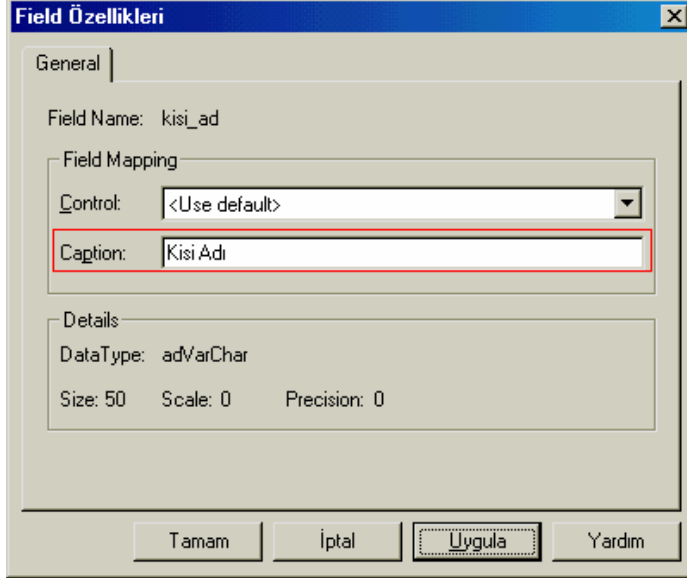 Field Özellikleri
General
Field Name: kisi_ad
Field Mapping
Control: <Use default>
Caption: Kisi Adı
Details
DataType: adVarChar
Size: 50 Scale: 0 Precision: 0
Tamam İptal Uygula Yardım